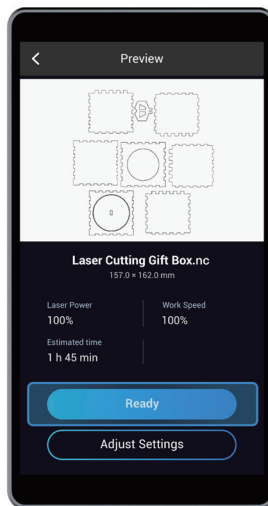 Preview
Laser Cutting Gift Box.nc
157.0 × 162.0 mm
Laser Power
Work Speed
100%
100%
Estimated time
1 h 45 min
Ready
Adjust Settings